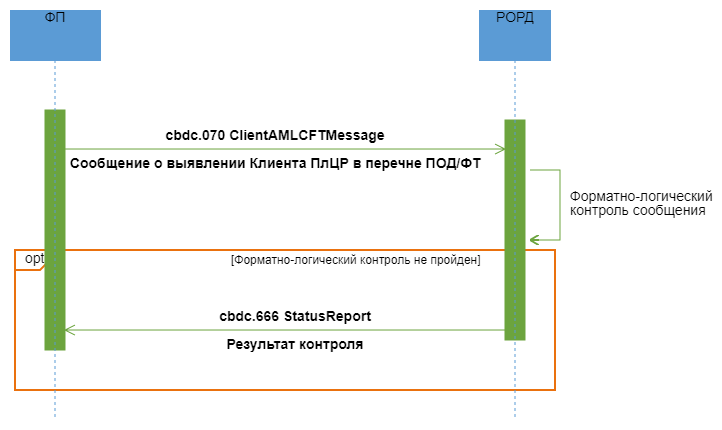 ФП
РОРД
cbdc.070 ClientAMLCFTMessage
Сообщение о выявлении Клиента ПлЦР в перечне ПОД/ФТ
Форматно-логический
контроль сообщения
opt
[Форматно-логический контроль не пройден]
cbdc.666 StatusReport
Результат контроля